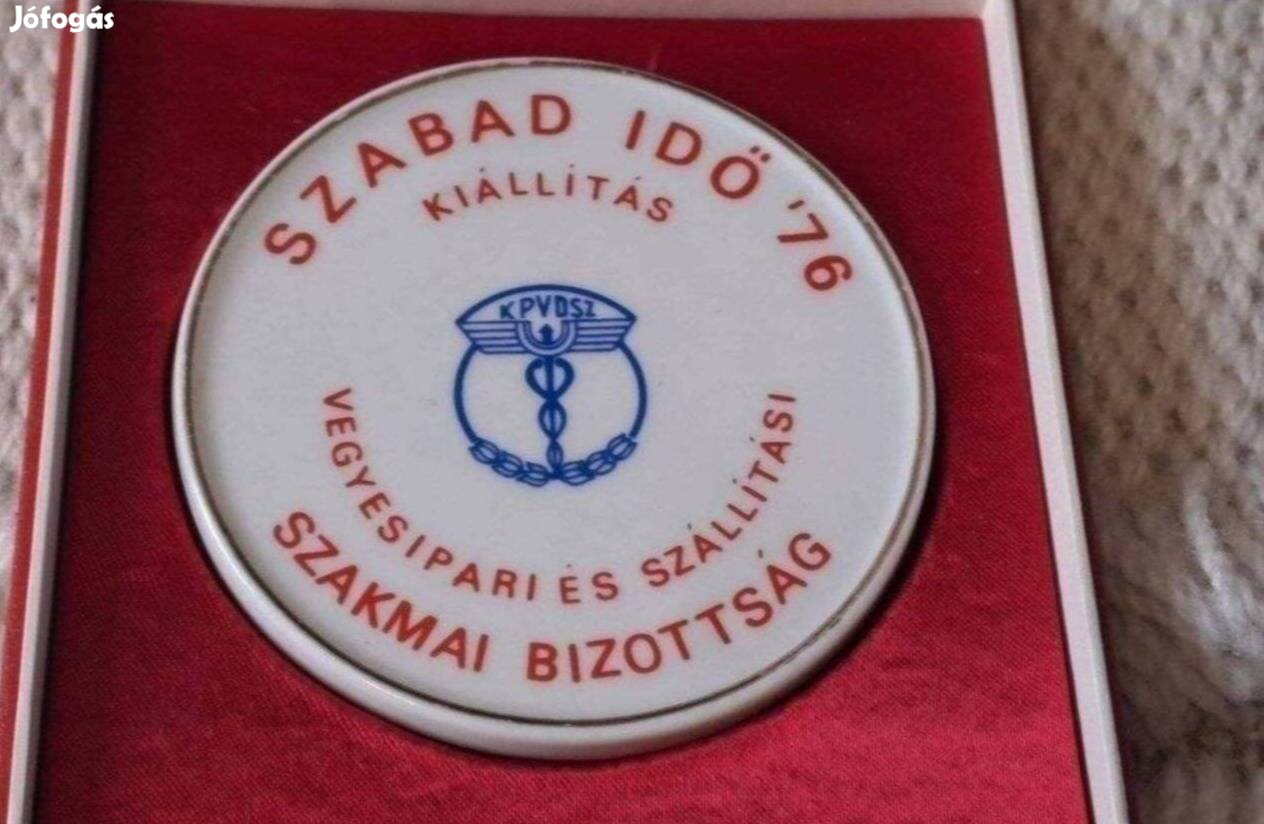 Jófogás
SZABAD IDŐ '76
KIÁLLÍTÁS
KPVDSZ
VEGYESIPARI ÉS SZÁLLÍTÁSI
SZAKMAI BIZOTTSÁG